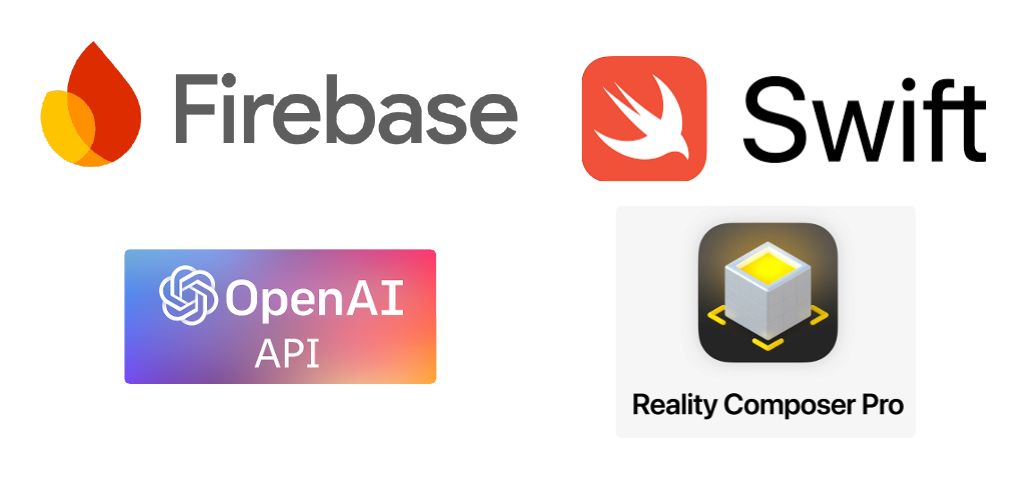 Firebase
Swift
OpenAI
API
Reality Composer Pro